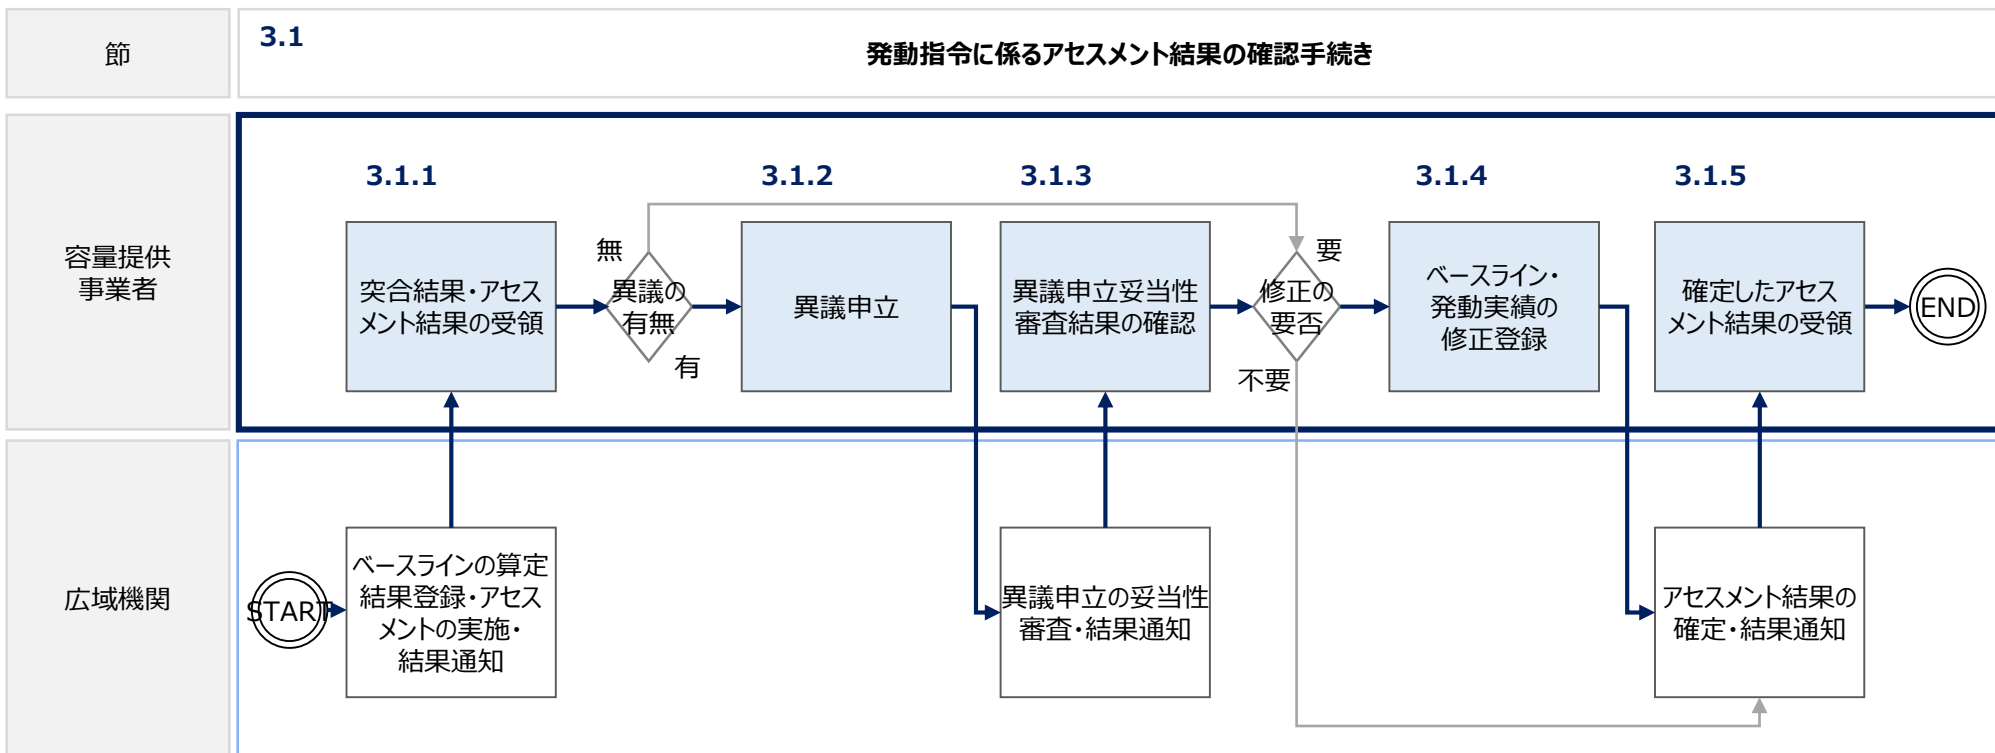 節
3.1
発動指令に係るアセスメント結果の確認手続き
容量提供
事業者
3.1.1
3.1.2
3.1.3
3.1.4
3.1.5
突合結果・アセス
メント結果の受領
無
異議の
有無
有
異議申立
異議申立妥当性
審査結果の確認
要
修正の
要否
不要
ベースライン・
発動実績の
修正登録
確定したアセス
メント結果の受領
END
広域機関
START
ベースラインの算定
結果登録・アセス
メントの実施・
結果通知
異議申立の妥当性
審査・結果通知
アセスメント結果の
確定・結果通知